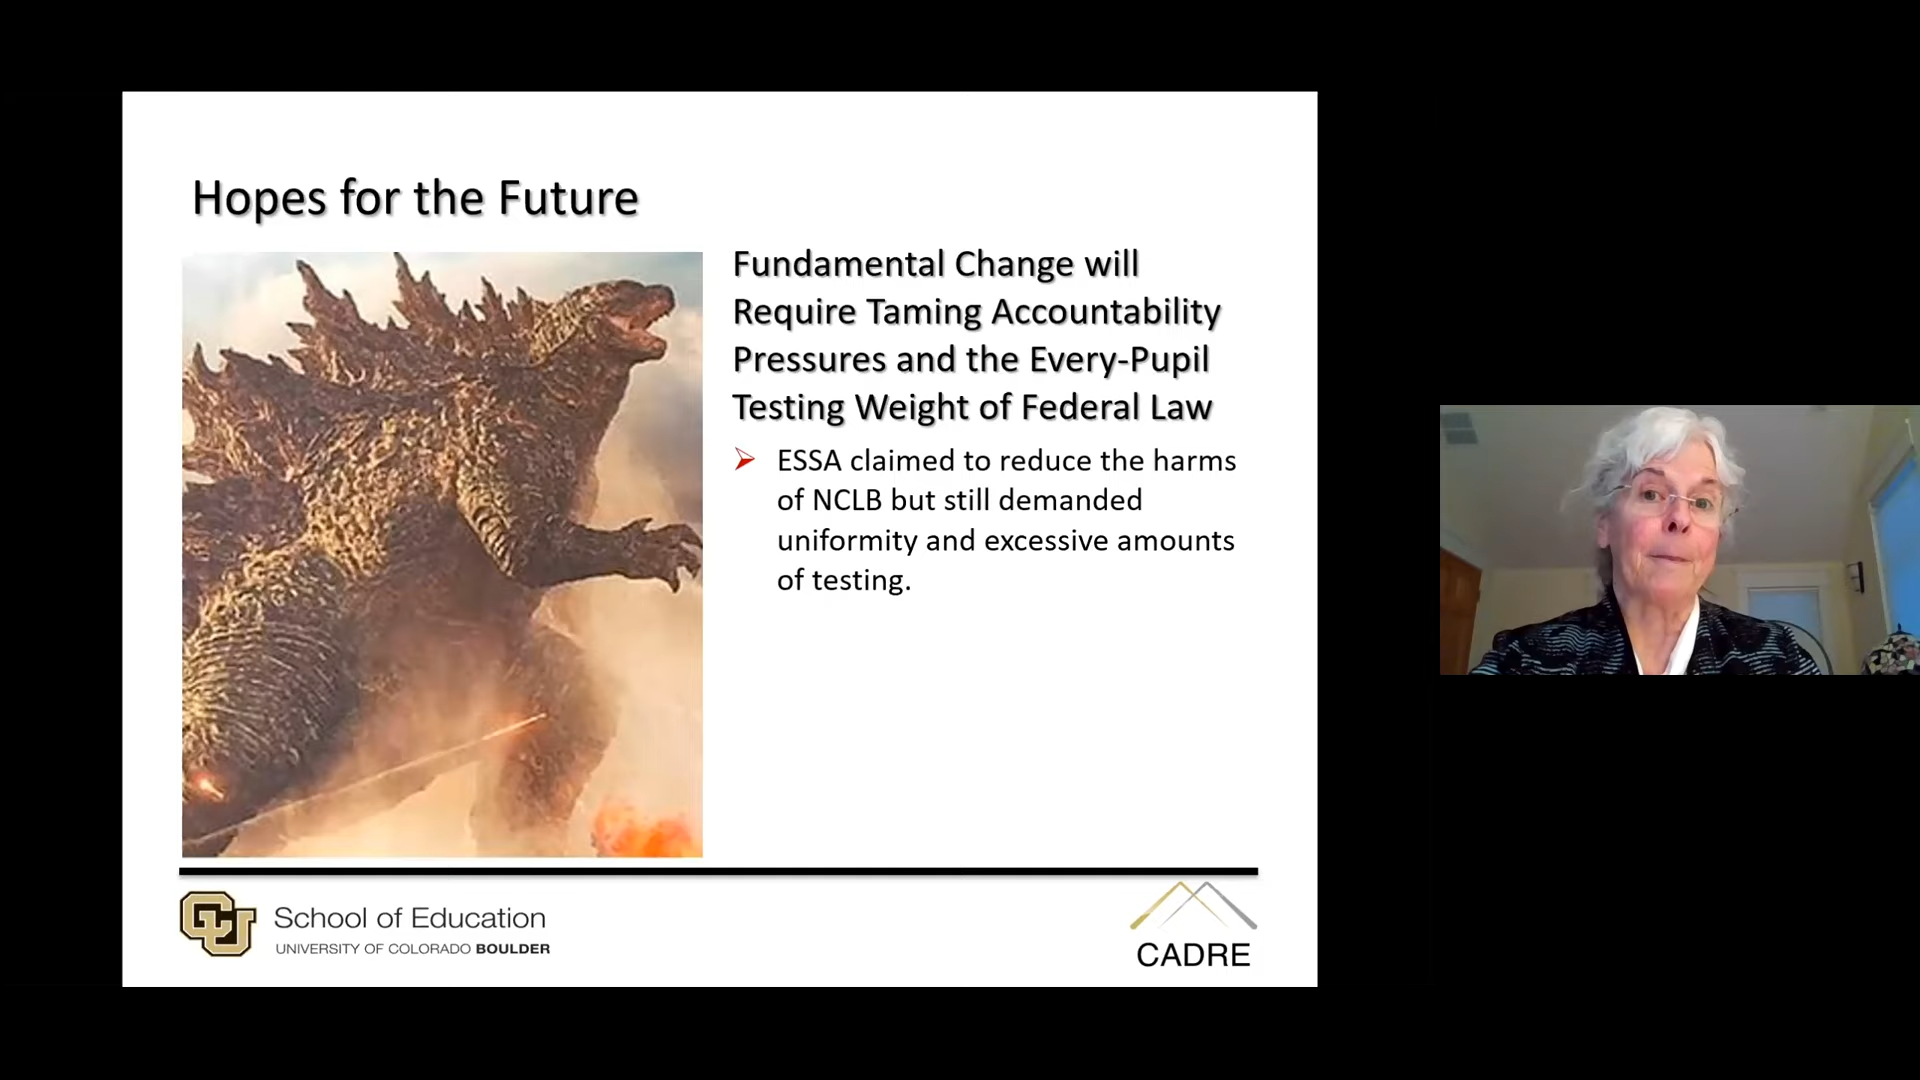 Hopes for the Future
Fundamental Change will
Require Taming Accountability
Pressures and the Every-Pupil
Testing Weight of Federal Law
ESSA claimed to reduce the harms
of NCLB but still demanded
uniformity and excessive amounts
of testing.
CU
School of Education
UNIVERSITY OF COLORADO BOULDER
CADRE